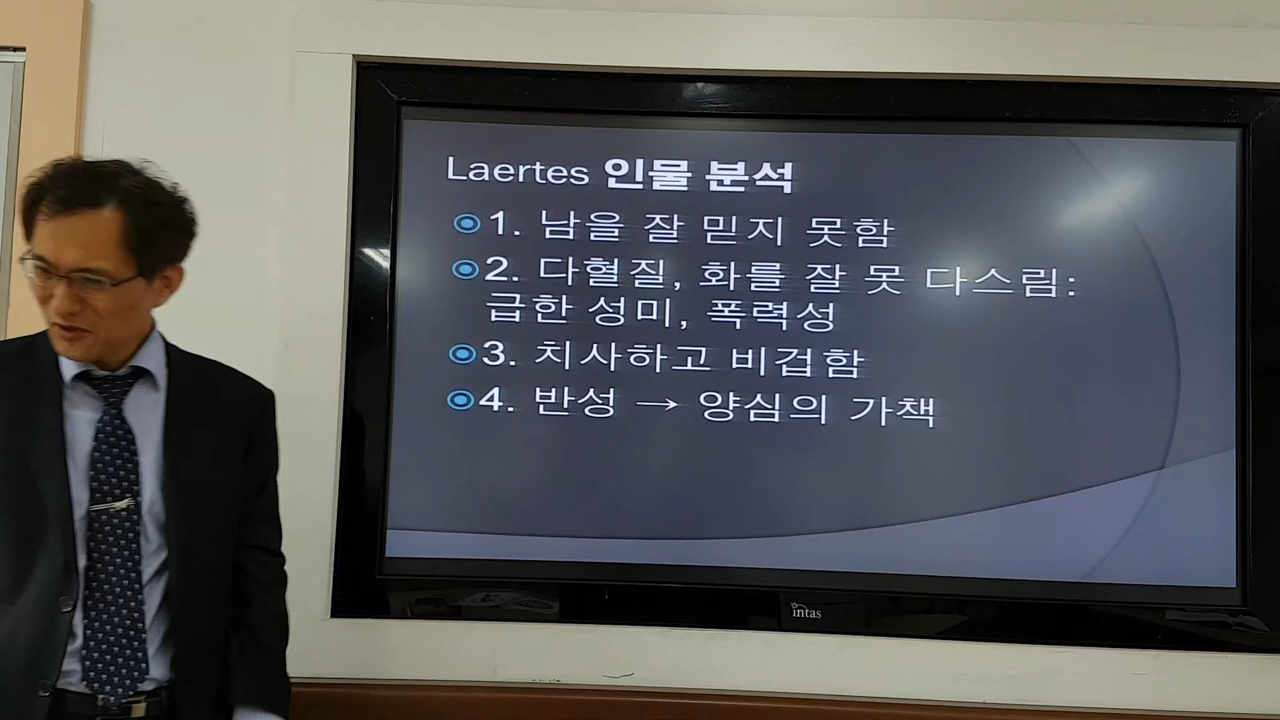 Laertes 인물 분석
1. 남을 잘 믿지 못함
2. 다혈질, 화를 잘 못 다스림:
급한 성미, 폭력성
3. 치사하고 비겁함
4. 반성 → 양심의 가책
intas